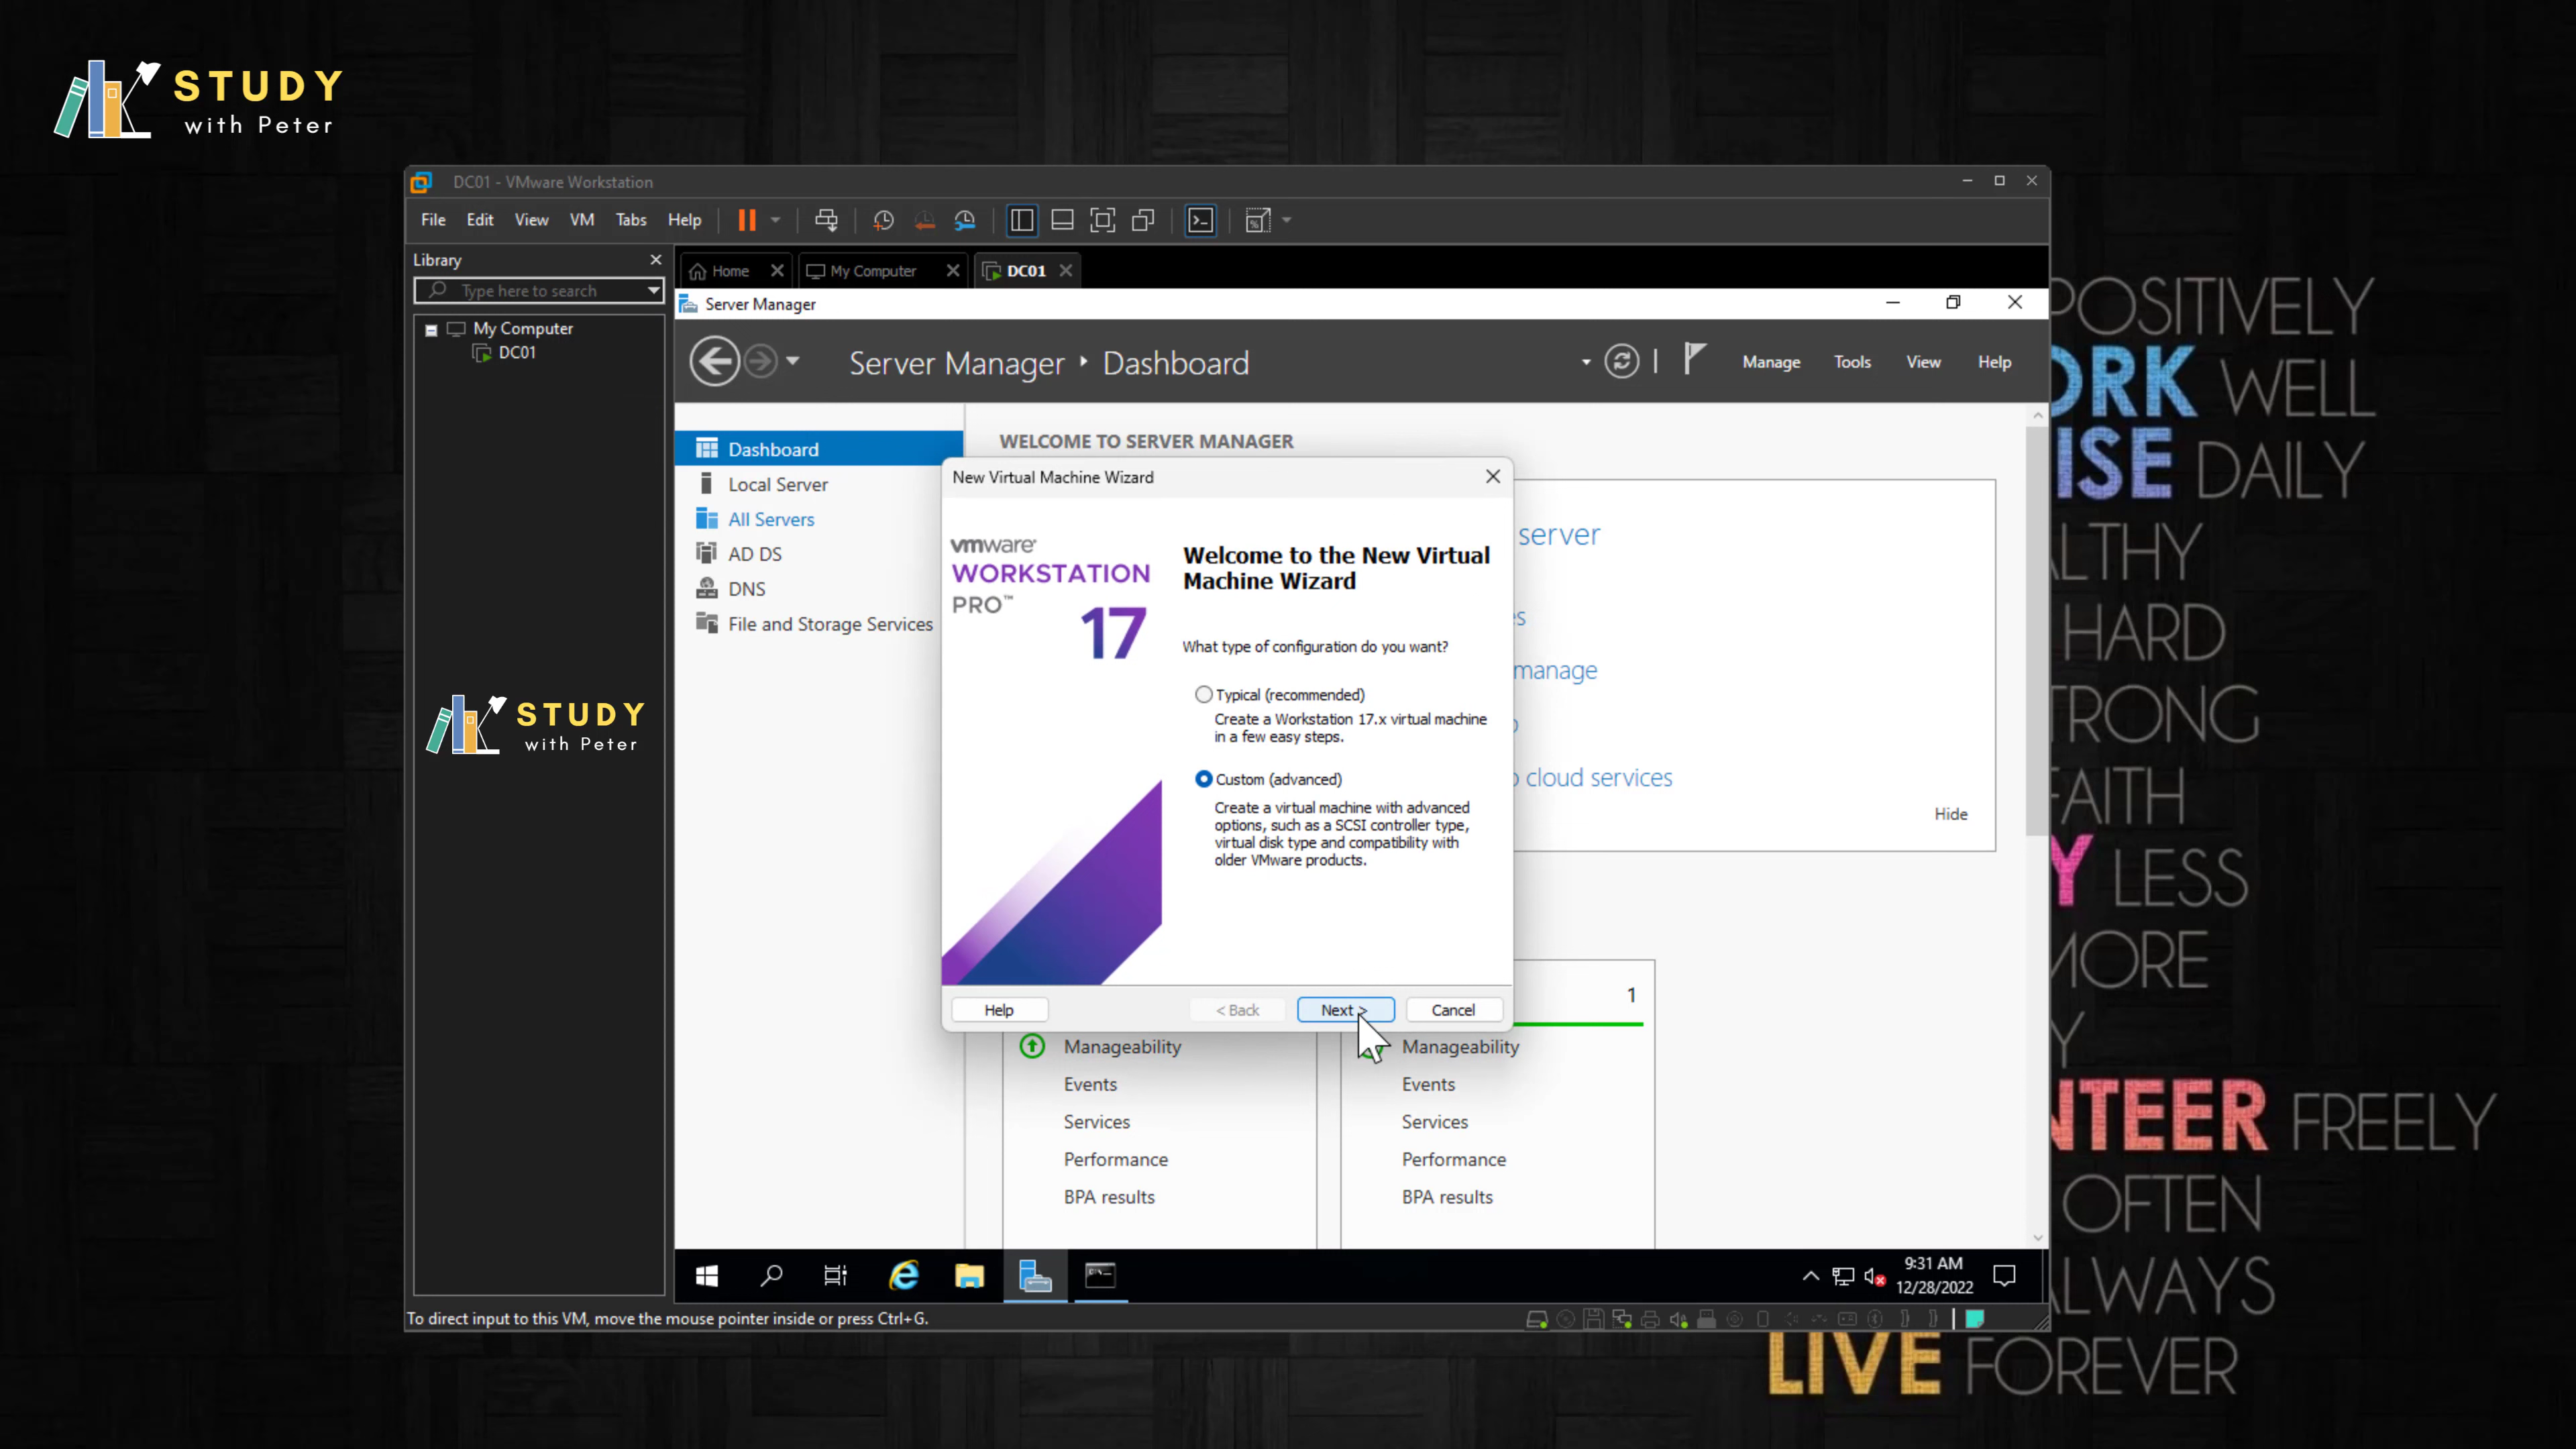 STUDY
with Peter
DC01 - VMware Workstation
File Edit View VM Tabs Help
Library
Type here to search
My Computer
DC01
Home
My Computer
DC01
Server Manager
Server Manager Dashboard
Manage Tools View Help
Dashboard
Local Server
All Servers
AD DS
DNS
File and Storage Services
WELCOME TO SERVER MANAGER
server
manage
cloud services
Hide
New Virtual Machine Wizard
vmware
WORKSTATION
PRO™
17
Welcome to the New Virtual
Machine Wizard
What type of configuration do you want?
Typical (recommended)
Create a Workstation 17.x virtual machine
in a few easy steps.
Custom (advanced)
Create a virtual machine with advanced
options, such as a SCSI controller type,
virtual disk type and compatibility with
older VMware products.
Help
< Back
Next >
Cancel
1
Manageability
Events
Services
Performance
BPA results
Manageability
Events
Services
Performance
BPA results
STUDY
with Peter
9:31 AM
12/28/2022
To direct input to this VM, move the mouse pointer inside or press Ctrl+G.
POSITIVELY
ORK WELL
ISE DAILY
LTHY
HARD
TRONG
FAITH
Y LESS
MORE
Y
NTEER FREELY
OFTEN
ALWAYS
LIVE FOREVER